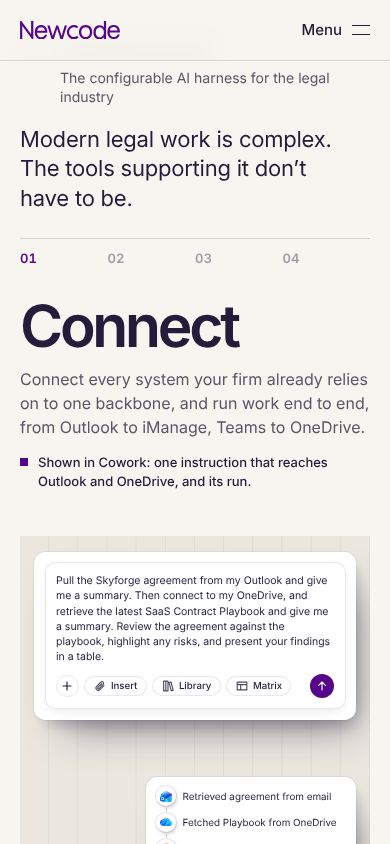 Newcode
Menu
The configurable AI harness for the legal
industry
Modern legal work is complex.
The tools supporting it don’t
have to be.
01 02 03 04
Connect
Connect every system your firm already relies
on to one backbone, and run work end to end,
from Outlook to iManage, Teams to OneDrive.
Shown in Cowork: one instruction that reaches
Outlook and OneDrive, and its run.
Pull the Skyforge agreement from my Outlook and give
me a summary. Then connect to my OneDrive, and
retrieve the latest SaaS Contract Playbook and give me
a summary. Review the agreement against the
playbook, highlight any risks, and present your findings
in a table.
Insert Library Matrix
Retrieved agreement from email
Fetched Playbook from OneDrive